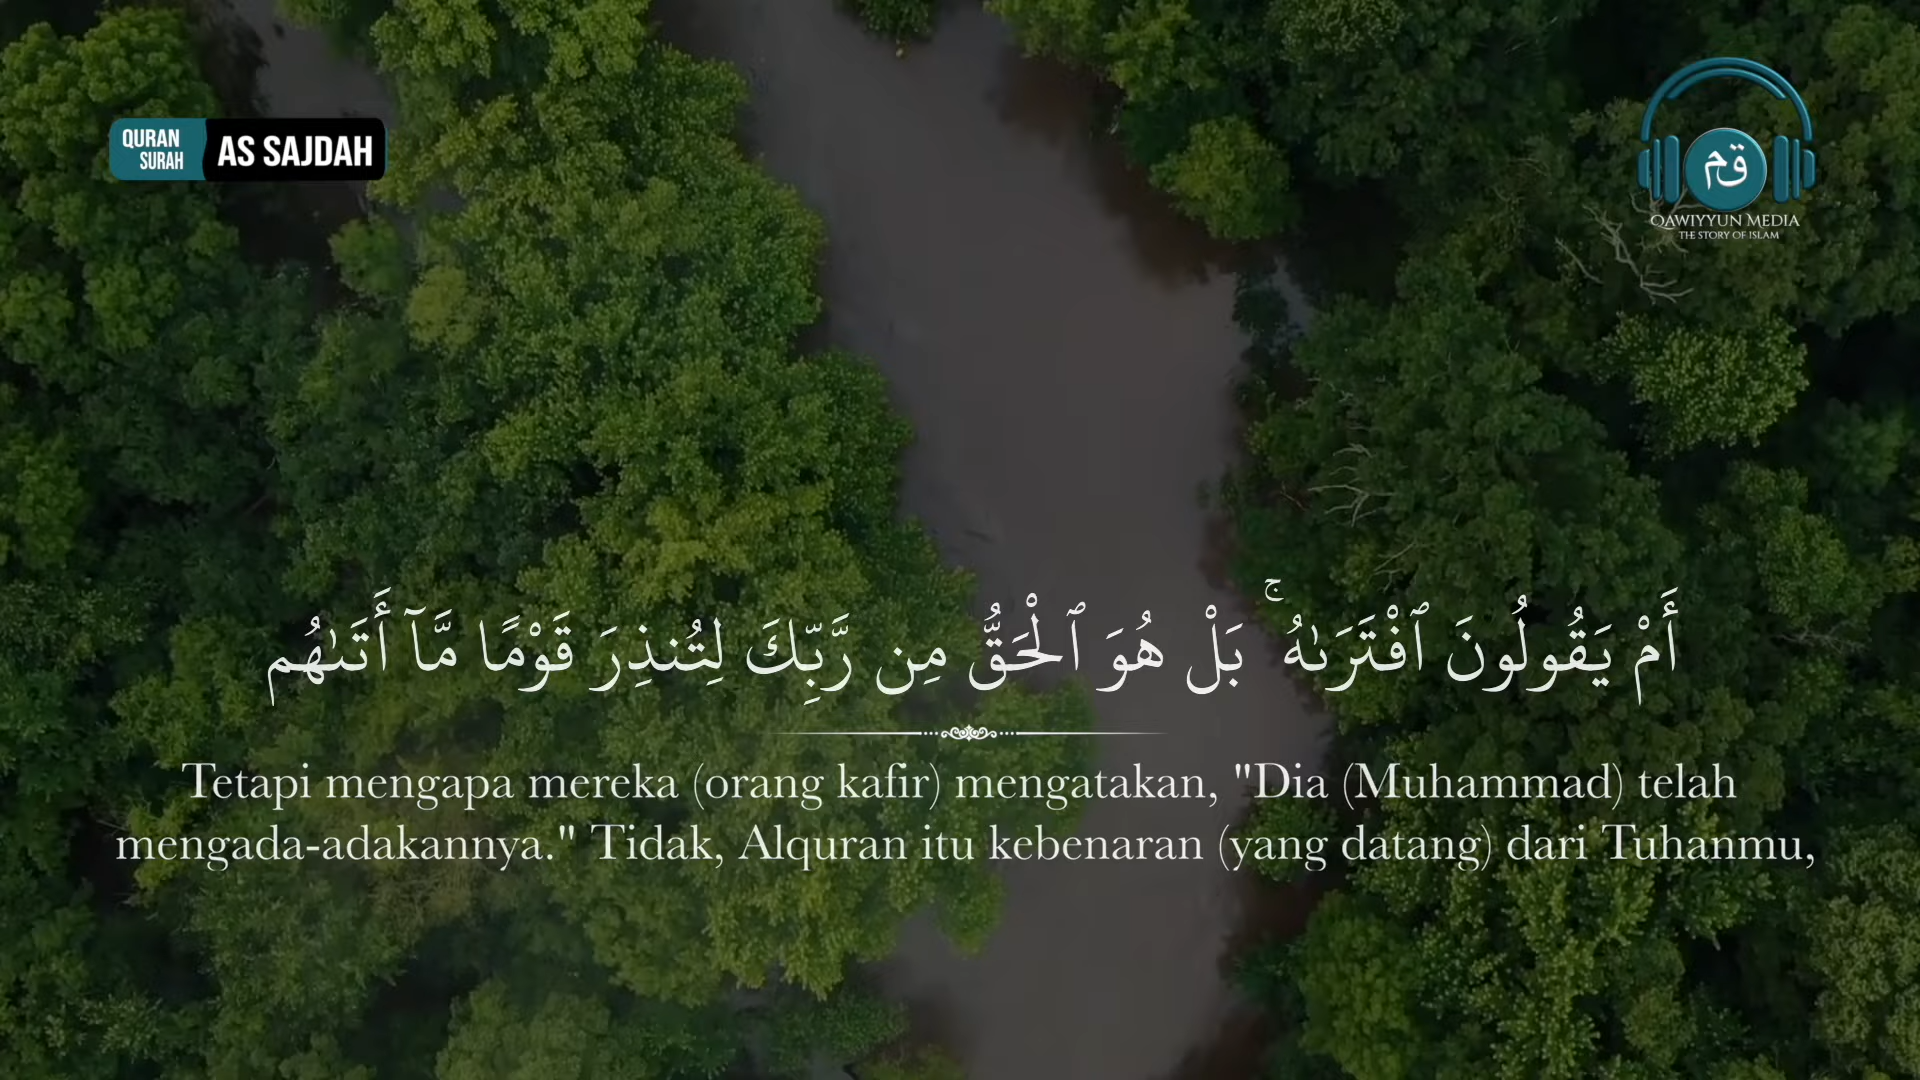 QURAN
SURAH
AS SAJDAH
قم
QAWIYYUN MEDIA
THE STORY OF ISLAM
أَمْ يَقُولُونَ ٱفْتَرَىٰهُ ۚ بَلْ هُوَ ٱلْحَقُّ مِن رَّبِّكَ لِتُنذِرَ قَوْمًا مَّآ أَتَىٰهُم
Tetapi mengapa mereka (orang kafir) mengatakan, "Dia (Muhammad) telah
mengada-adakannya." Tidak, Alquran itu kebenaran (yang datang) dari Tuhanmu,